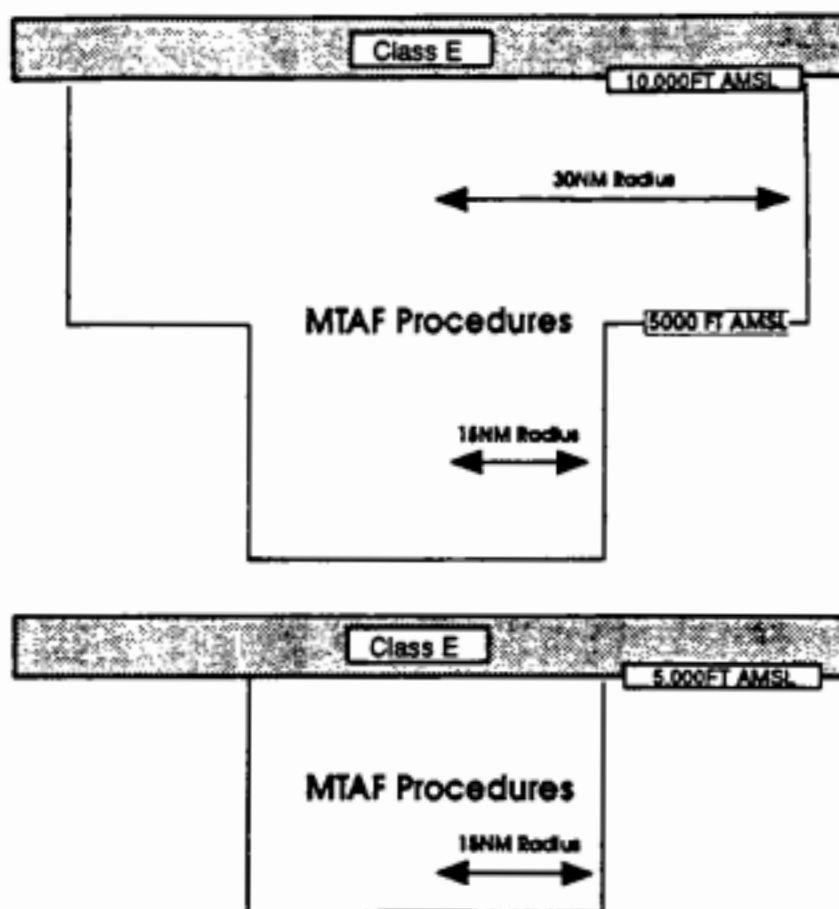 Class E
10.000FT AMSL
30NM Radius
MTAF Procedures
5000 FT AMSL
15NM Radius
Class E
5.000FT AMSL
MTAF Procedures
15NM Radius